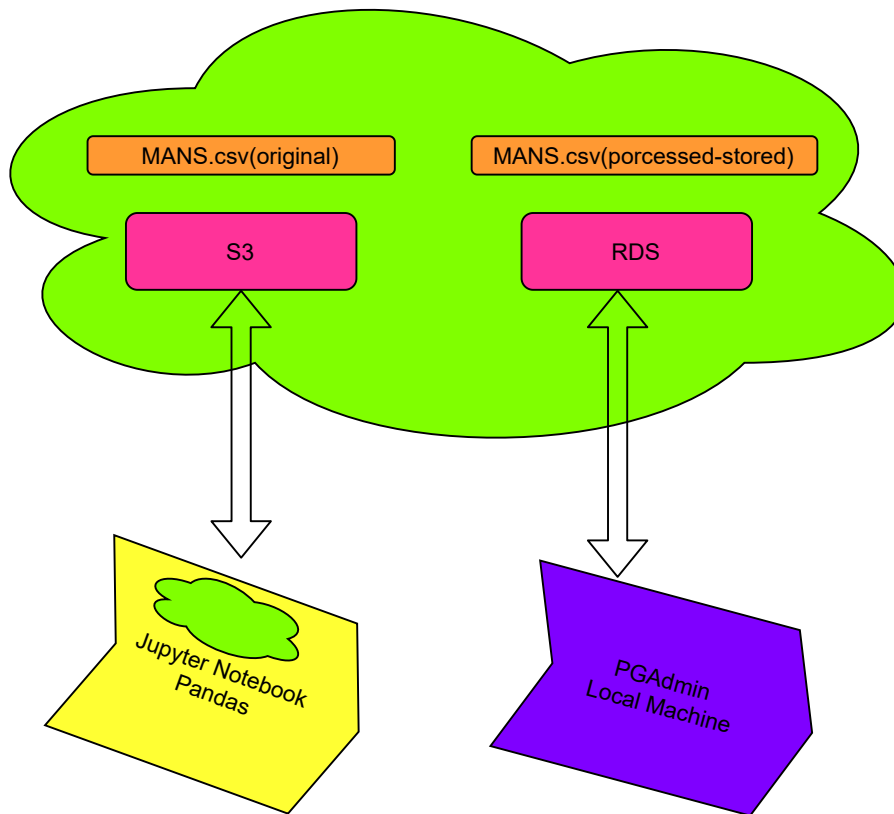 MANS.csv(original)
MANS.csv(porcessed-stored)
S3
RDS
Jupyter Notebook
Pandas
PGAdmin
Local Machine